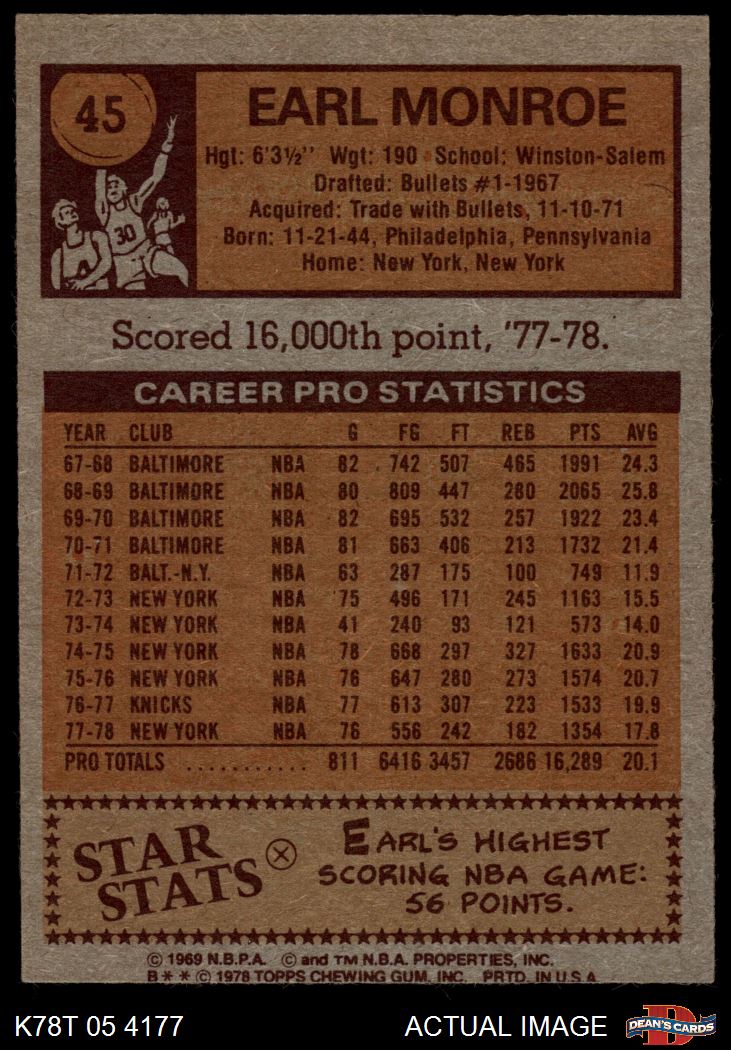 45
EARL MONROE
Hgt: 6'3½" Wgt: 190 School: Winston-Salem
Drafted: Bullets #1-1967
Acquired: Trade with Bullets, 11-10-71
Born: 11-21-44, Philadelphia, Pennsylvania
Home: New York, New York
30
Scored 16,000th point, '77-78.
CAREER PRO STATISTICS
YEAR CLUB G FG FT REB PTS AVG
67-68 BALTIMORE NBA 82 742 507 465 1991 24.3
68-69 BALTIMORE NBA 80 809 447 280 2065 25.8
69-70 BALTIMORE NBA 82 695 532 257 1922 23.4
70-71 BALTIMORE NBA 81 663 406 213 1732 21.4
71-72 BALT.-N.Y. NBA 63 287 175 100 749 11.9
72-73 NEW YORK NBA 75 496 171 245 1163 15.5
73-74 NEW YORK NBA 41 240 93 121 573 14.0
74-75 NEW YORK NBA 78 668 297 327 1633 20.9
75-76 NEW YORK NBA 76 647 280 273 1574 20.7
76-77 KNICKS NBA 77 613 307 223 1533 19.9
77-78 NEW YORK NBA 76 556 242 182 1354 17.8
PRO TOTALS ........... 811 6416 3457 2686 16,289 20.1
STAR STATS
EARL'S HIGHEST
SCORING NBA GAME:
56 POINTS.
© 1969 N.B.P.A. © and TM N.B.A. PROPERTIES, INC.
B * * © 1978 TOPPS CHEWING GUM, INC. PRTD. IN U.S.A.
K78T 05 4177 ACTUAL IMAGE D DEAN'S CARDS